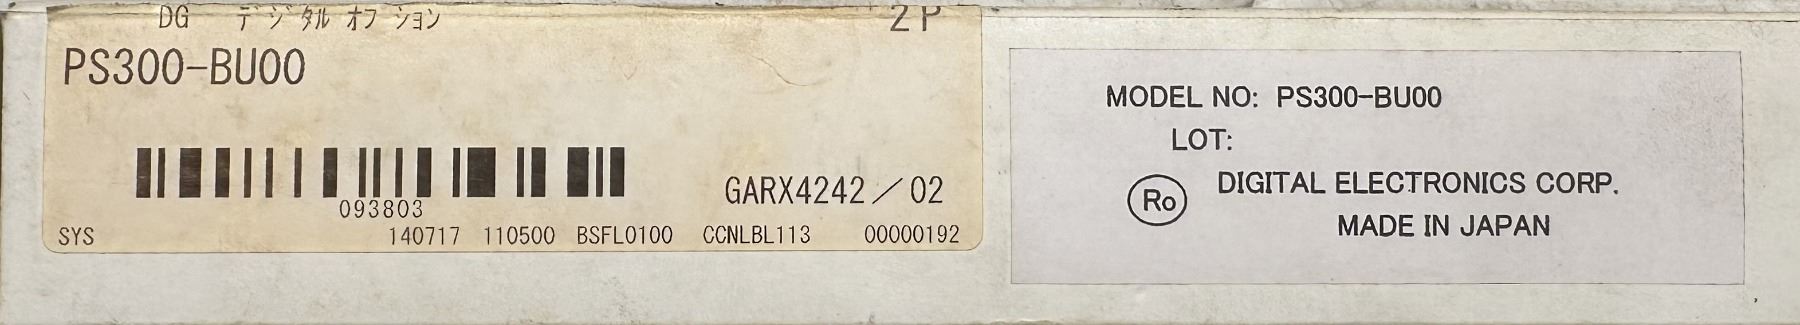 DG デジタル オプション 2P
PS300-BU00
093803
GARX4242／02
SYS 140717 110500 BSFL0100 CCNLBL113 00000192
MODEL NO: PS300-BU00
LOT:
Ro DIGITAL ELECTRONICS CORP.
MADE IN JAPAN